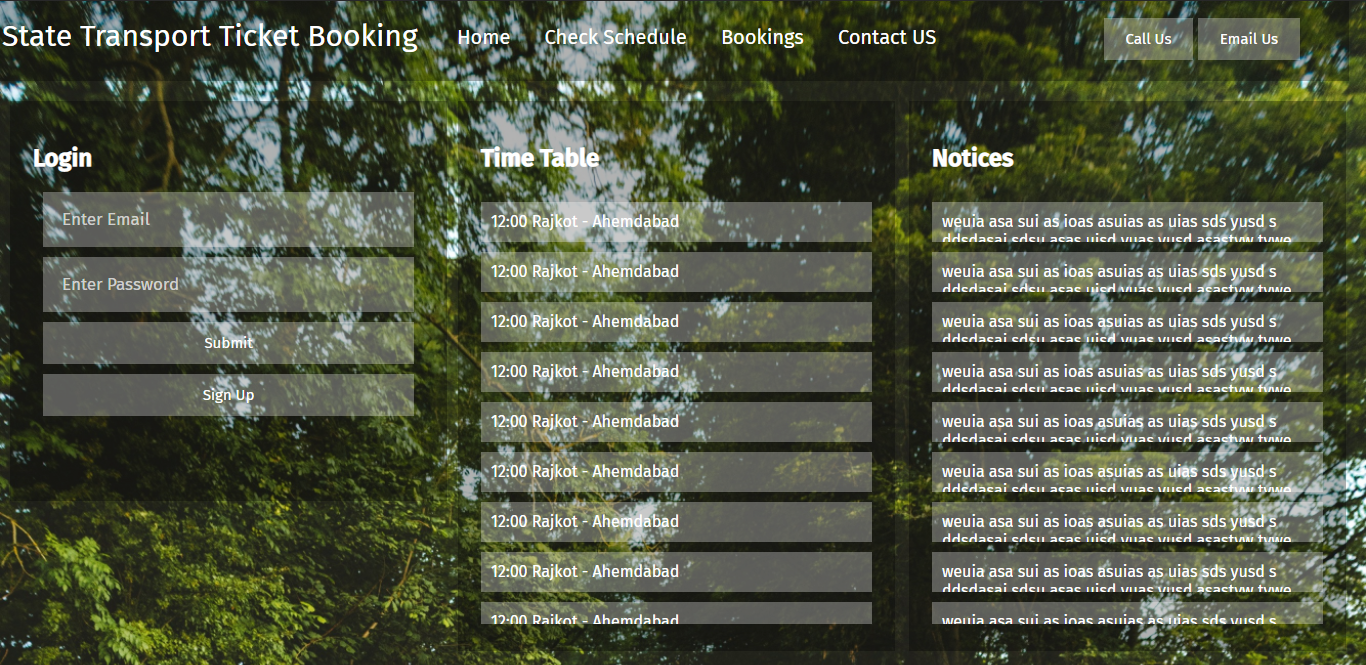 State Transport Ticket Booking Home Check Schedule Bookings Contact US Call Us Email Us
Login
Enter Email
Enter Password
Submit
Sign Up
Time Table
12:00 Rajkot - Ahemdabad
12:00 Rajkot - Ahemdabad
12:00 Rajkot - Ahemdabad
12:00 Rajkot - Ahemdabad
12:00 Rajkot - Ahemdabad
12:00 Rajkot - Ahemdabad
12:00 Rajkot - Ahemdabad
12:00 Rajkot - Ahemdabad
12:00 Rajkot - Ahemdabad
Notices
weuia asa sui as ioas asuias as uias sds yusd s
ddsdasai sdsu asas uisd yuas yusd asastyw tywe
weuia asa sui as ioas asuias as uias sds yusd s
ddsdasai sdsu asas uisd yuas yusd asastyw tywe
weuia asa sui as ioas asuias as uias sds yusd s
ddsdasai sdsu asas uisd yuas yusd asastyw tywe
weuia asa sui as ioas asuias as uias sds yusd s
ddsdasai sdsu asas uisd yuas yusd asastyw tywe
weuia asa sui as ioas asuias as uias sds yusd s
ddsdasai sdsu asas uisd yuas yusd asastyw tywe
weuia asa sui as ioas asuias as uias sds yusd s
ddsdasai sdsu asas uisd yuas yusd asastyw tywe
weuia asa sui as ioas asuias as uias sds yusd s
ddsdasai sdsu asas uisd yuas yusd asastyw tywe
weuia asa sui as ioas asuias as uias sds yusd s
ddsdasai sdsu asas uisd yuas yusd asastyw tywe
weuia asa sui as ioas asuias as uias sds yusd s